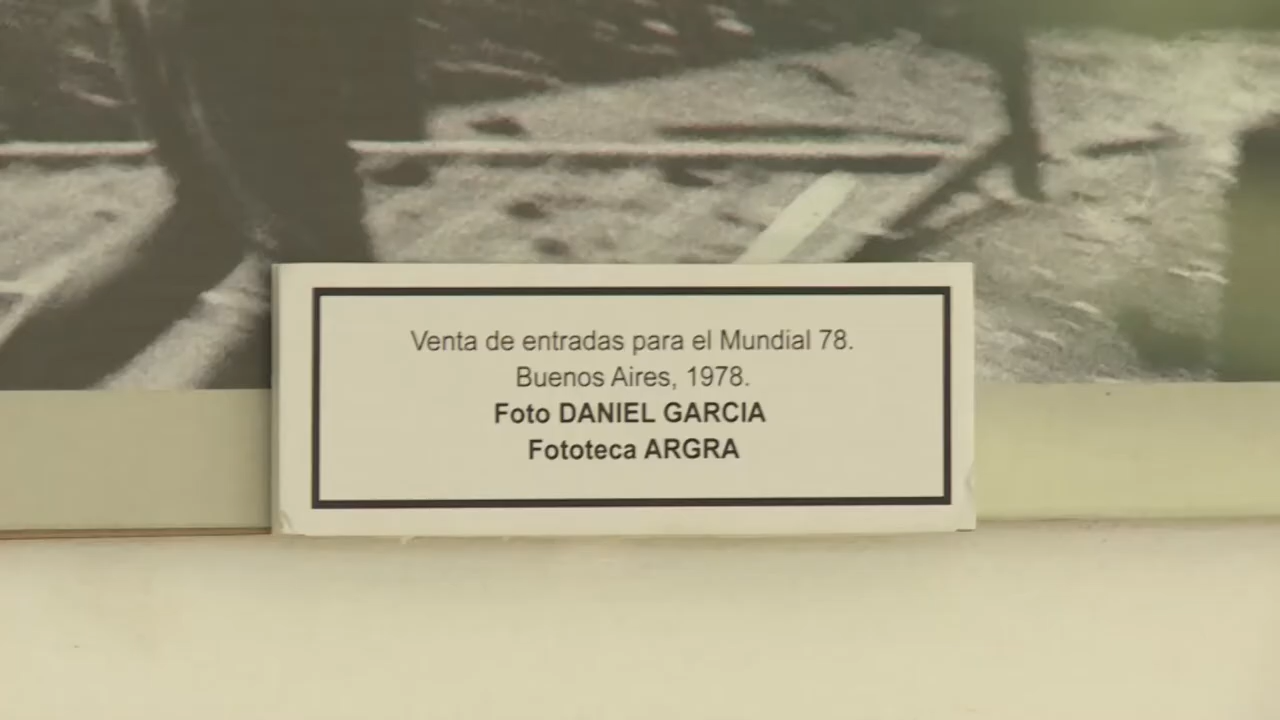 Venta de entradas para el Mundial 78.
Buenos Aires, 1978.
Foto DANIEL GARCIA
Fototeca ARGRA